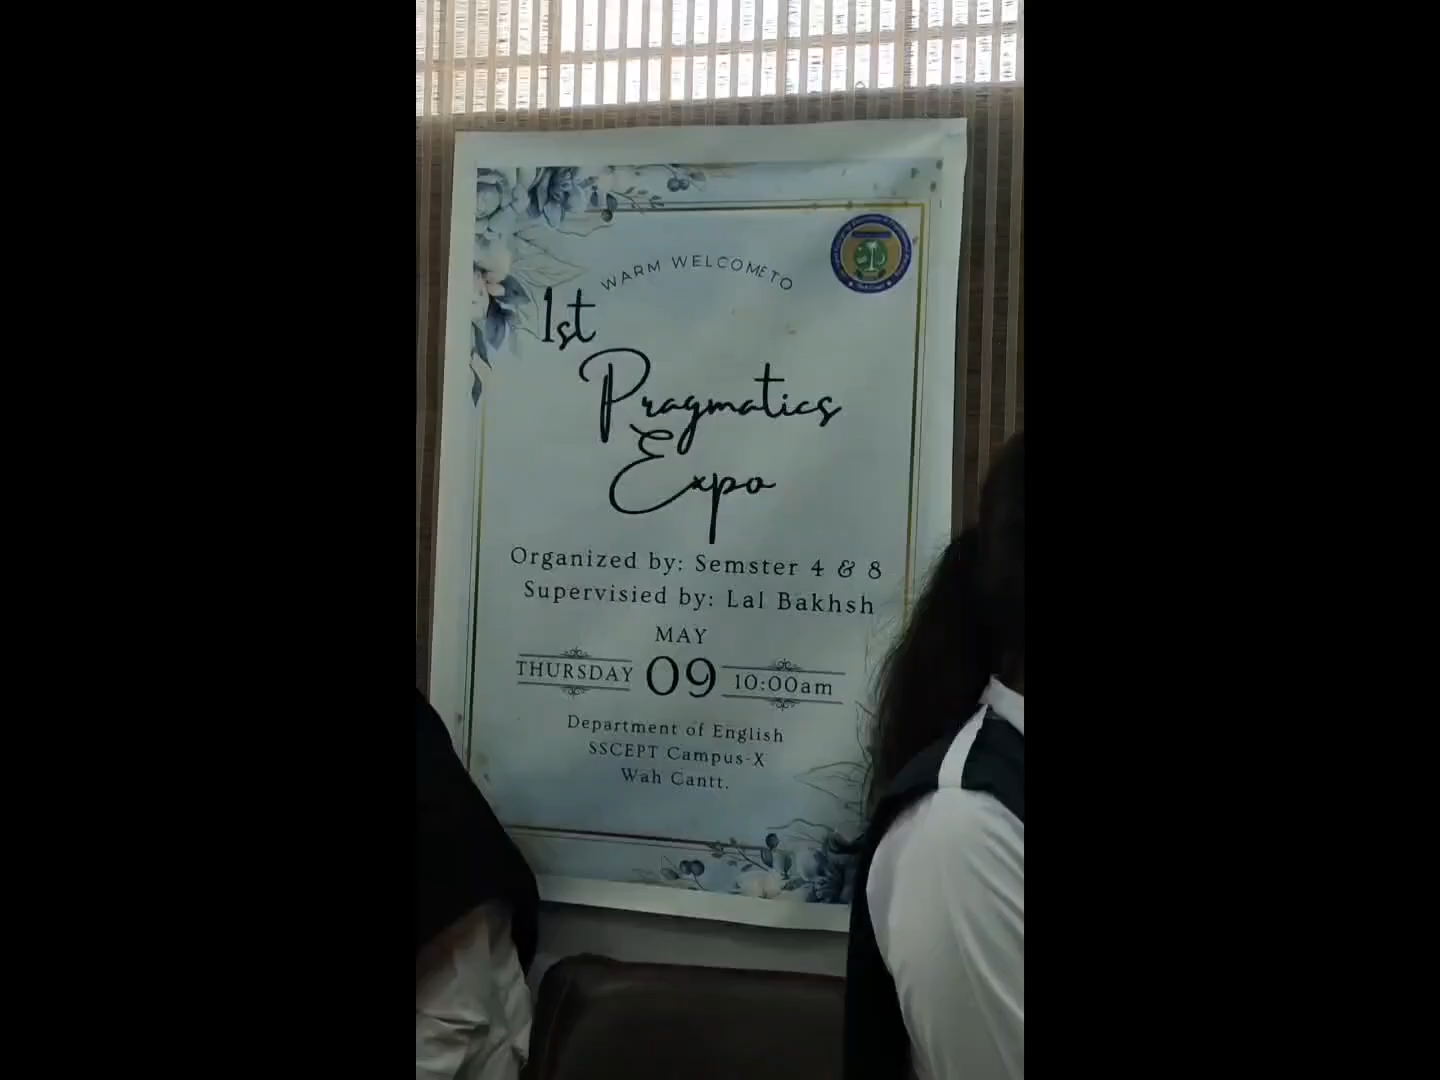 WARM WELCOME TO
1st
Pragmatics
Expo
Organized by: Semster 4 & 8
Supervisied by: Lal Bakhsh
MAY
THURSDAY 09 10:00am
Department of English
SSCEPT Campus-X
Wah Cantt.